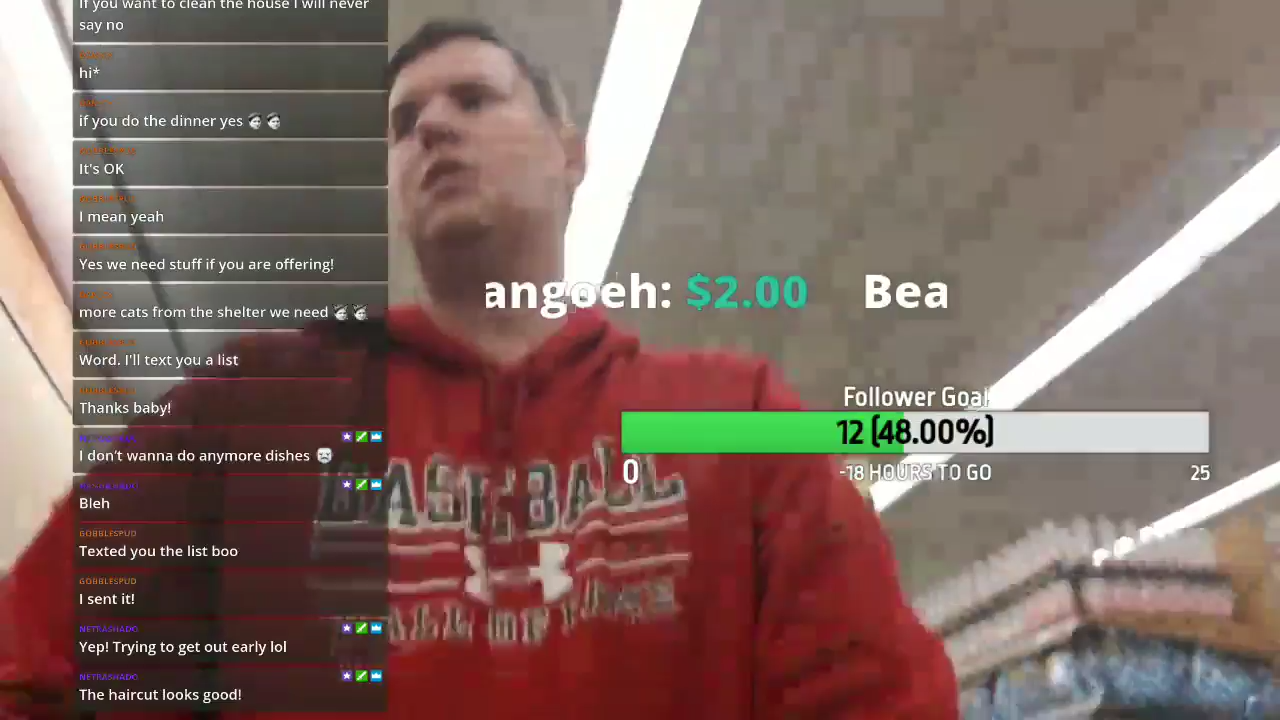 If you want to clean the house I will never
say no
hi*
if you do the dinner yes
It's OK
I mean yeah
Yes we need stuff if you are offering!
more cats from the shelter we need
Word. I'll text you a list
Thanks baby!
NETRASHADO
I don't wanna do anymore dishes
NETRASHADO
Bleh
GOBBLESPUD
Texted you the list boo
GOBBLESPUD
I sent it!
NETRASHADO
Yep! Trying to get out early lol
NETRASHADO
The haircut looks good!
angoeh: $2.00 Bea
Follower Goal
12 (48.00%)
0 -18 HOURS TO GO 25
BASEBALL